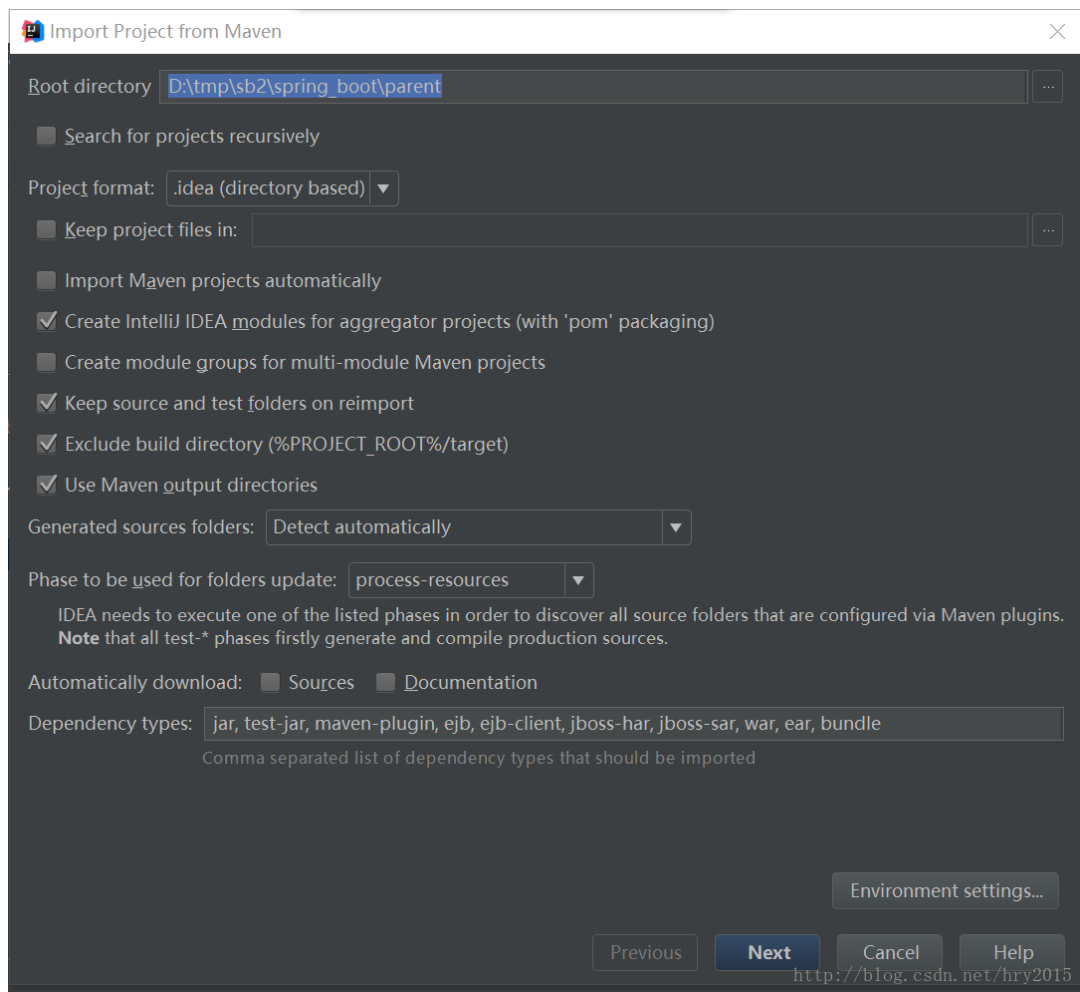 Import Project from Maven
Root directory D:\tmp\sb2\spring_boot\parent ...
Search for projects recursively
Project format: .idea (directory based)
Keep project files in: ...
Import Maven projects automatically
Create IntelliJ IDEA modules for aggregator projects (with 'pom' packaging)
Create module groups for multi-module Maven projects
Keep source and test folders on reimport
Exclude build directory (%PROJECT_ROOT%/target)
Use Maven output directories
Generated sources folders: Detect automatically
Phase to be used for folders update: process-resources
IDEA needs to execute one of the listed phases in order to discover all source folders that are configured via Maven plugins.
Note that all test-* phases firstly generate and compile production sources.
Automatically download: Sources Documentation
Dependency types: jar, test-jar, maven-plugin, ejb, ejb-client, jboss-har, jboss-sar, war, ear, bundle
Comma separated list of dependency types that should be imported
Environment settings...
Previous Next Cancel Help
http://blog.csdn.net/hry2015